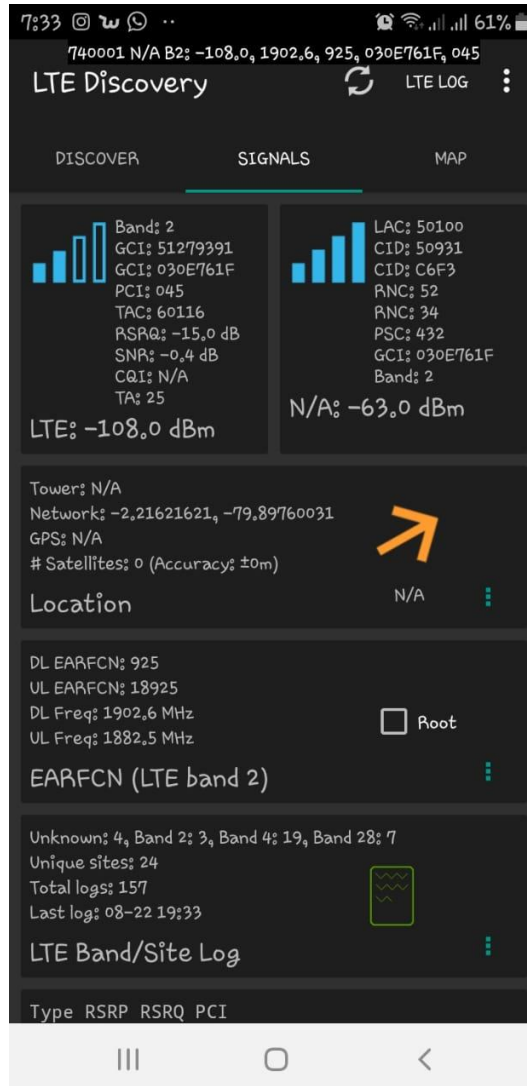 7:33
61%
740001 N/A B2: -108.0, 1902.6, 925, 030E761F, 045
LTE Discovery
LTE LOG
DISCOVER
SIGNALS
MAP
Band: 2
GCI: 51279391
GCI: 030E761F
PCI: 045
TAC: 60116
RSRQ: -15.0 dB
SNR: -0.4 dB
CQI: N/A
TA: 25
LTE: -108.0 dBm
LAC: 50100
CID: 50931
CID: C6F3
RNC: 52
RNC: 34
PSC: 432
GCI: 030E761F
Band: 2
N/A: -63.0 dBm
Tower: N/A
Network: -2.21621621, -79.89760031
GPS: N/A
# Satellites: 0 (Accuracy: ±0m)
Location
N/A
DL EARFCN: 925
UL EARFCN: 18925
DL Freq: 1902.6 MHz
UL Freq: 1882.5 MHz
Root
EARFCN (LTE band 2)
Unknown: 4, Band 2: 3, Band 4: 19, Band 28: 7
Unique sites: 24
Total logs: 157
Last log: 08-22 19:33
LTE Band/Site Log
Type RSRP RSRQ PCI